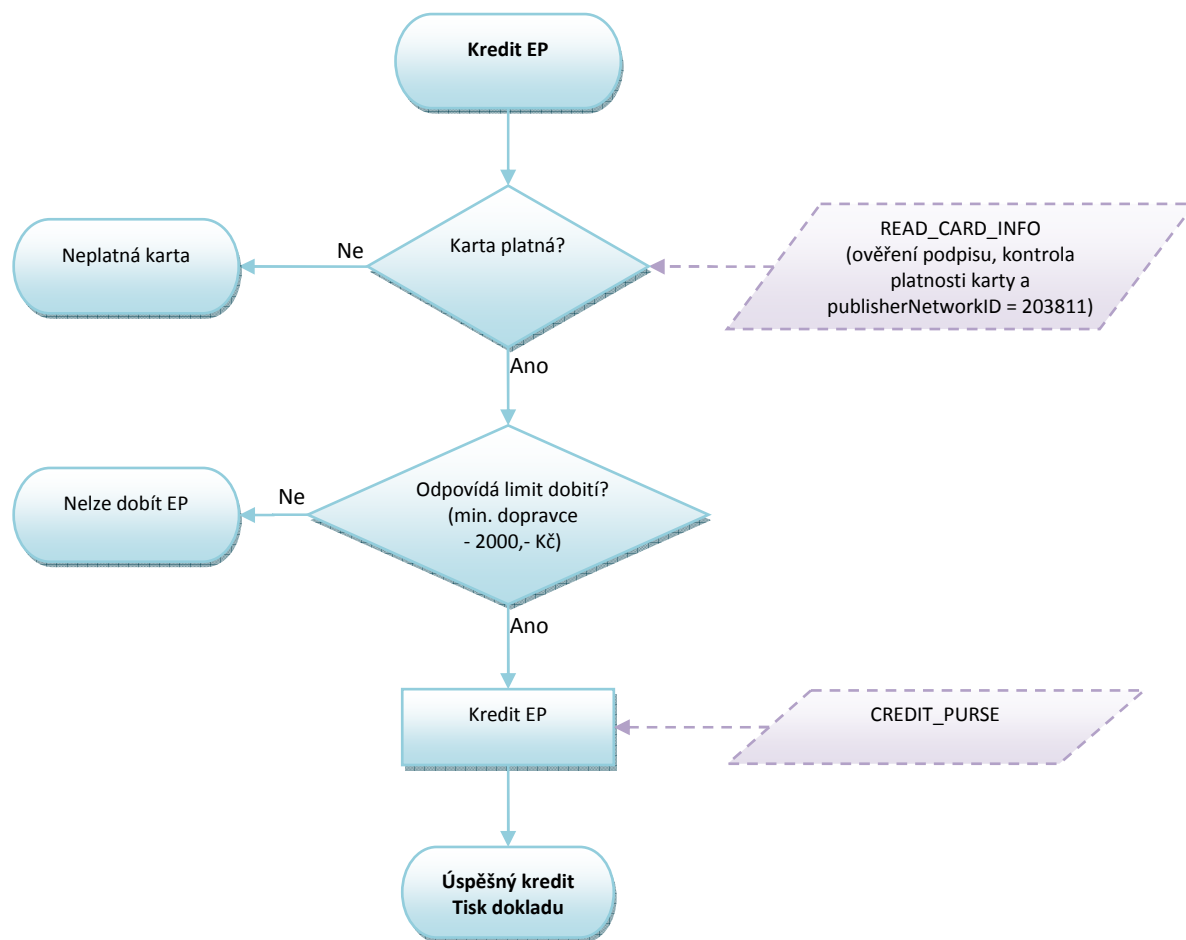 Kredit EP
Neplatná karta
Ne
Karta platná?
READ_CARD_INFO
(ověření podpisu, kontrola
platnosti karty a
publisherNetworkID = 203811)
Ano
Nelze dobít EP
Ne
Odpovídá limit dobití?
(min. dopravce
- 2000,- Kč)
Ano
Kredit EP
CREDIT_PURSE
Úspěšný kredit
Tisk dokladu